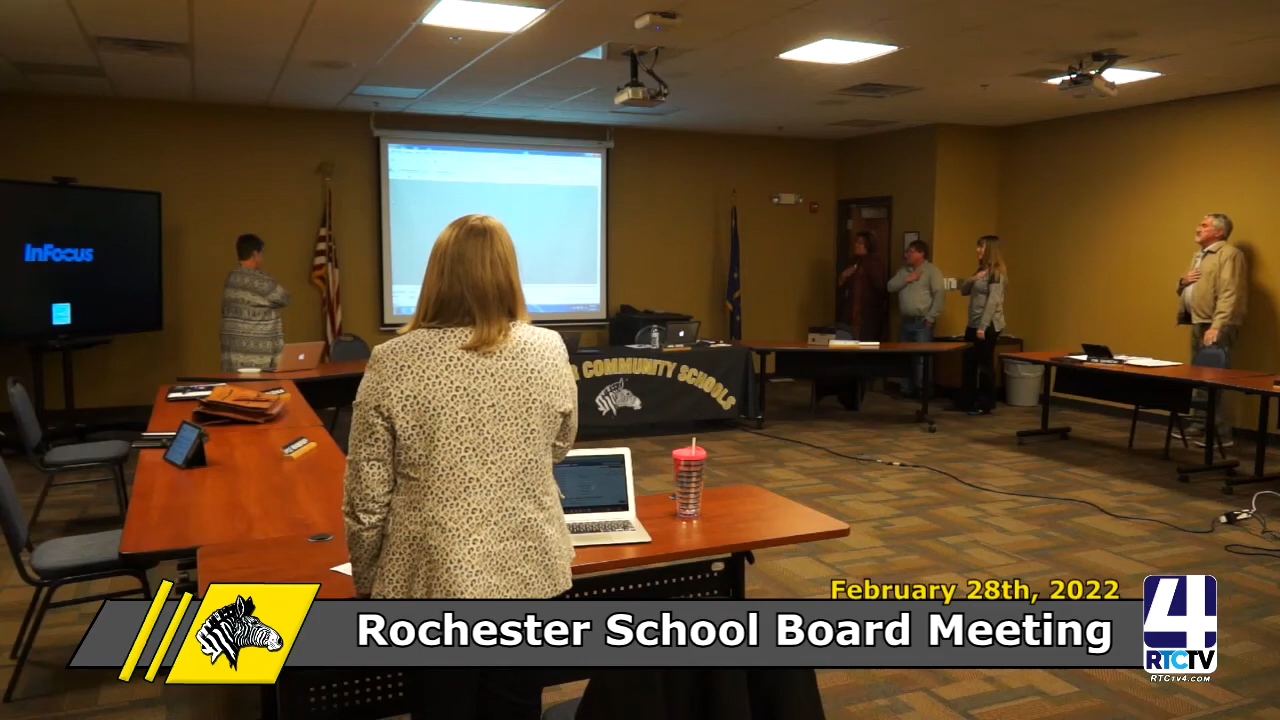 InFocus
COMMUNITY SCHOOLS
February 28th, 2022
Rochester School Board Meeting
4
RTCTV
RTCtv4.com